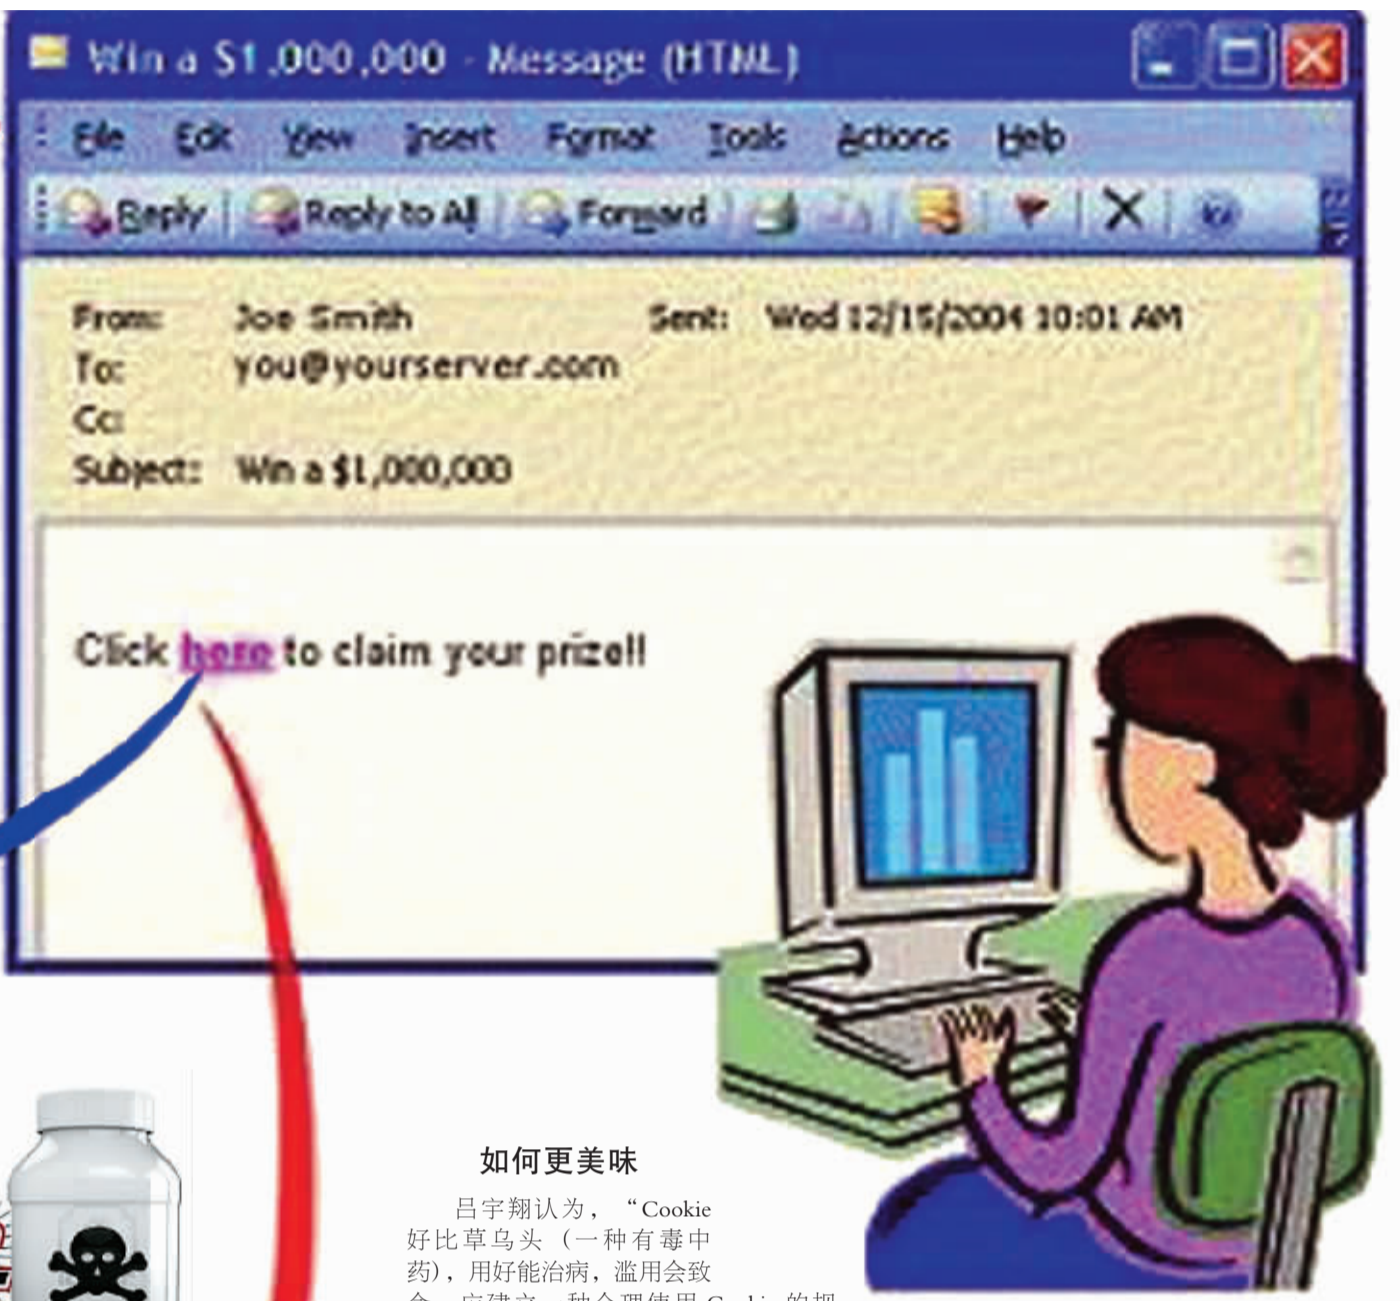 Win a $1,000,000 - Message (HTML)
File Edit View Insert Format Tools Actions Help
Reply Reply to All Forward
From: Joe Smith Sent: Wed 12/15/2004 10:01 AM
To: you@yourserver.com
Cc:
Subject: Win a $1,000,000
Click here to claim your prize!!
如何更美味
吕宇翔认为，“Cookie
好比草乌头（一种有毒中
药），用好能治病，滥用会致